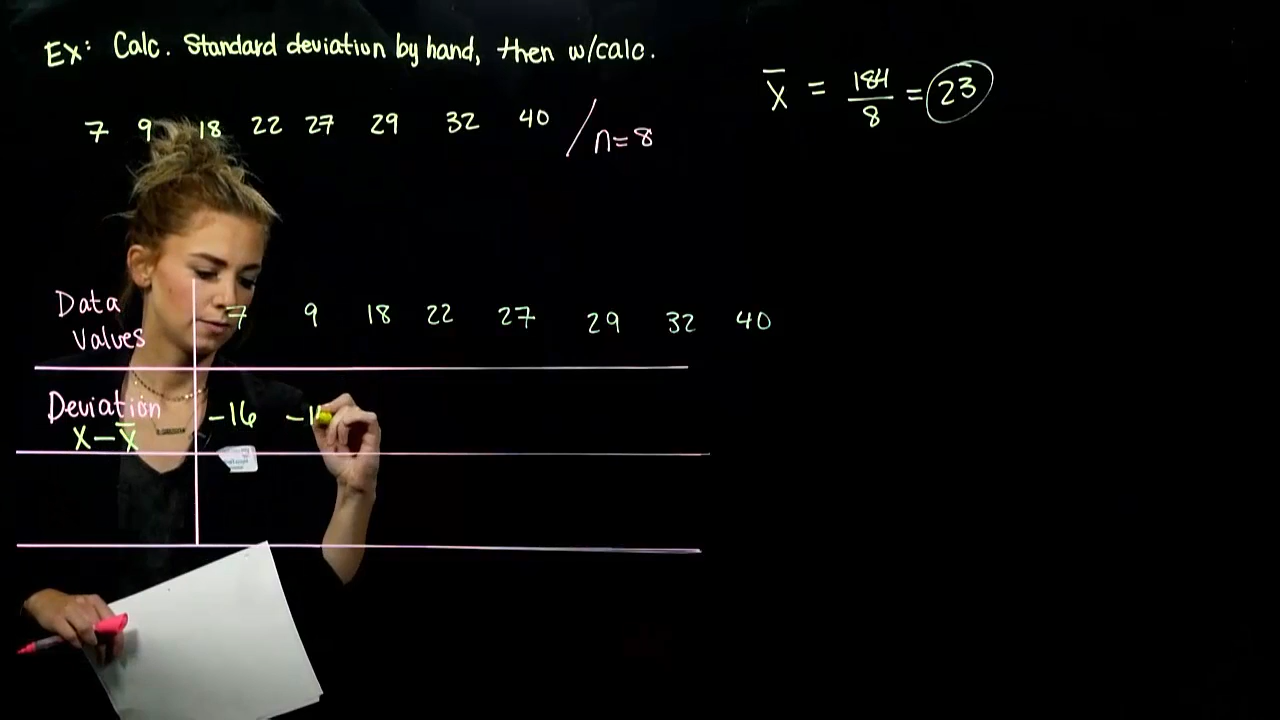 Ex: Calc. Standard deviation by hand, then w/calc.
x̄ = 184/8 = 23
7 9 18 22 27 29 32 40 / n=8
Data Values 7 9 18 22 27 29 32 40
Deviation x-x̄ -16